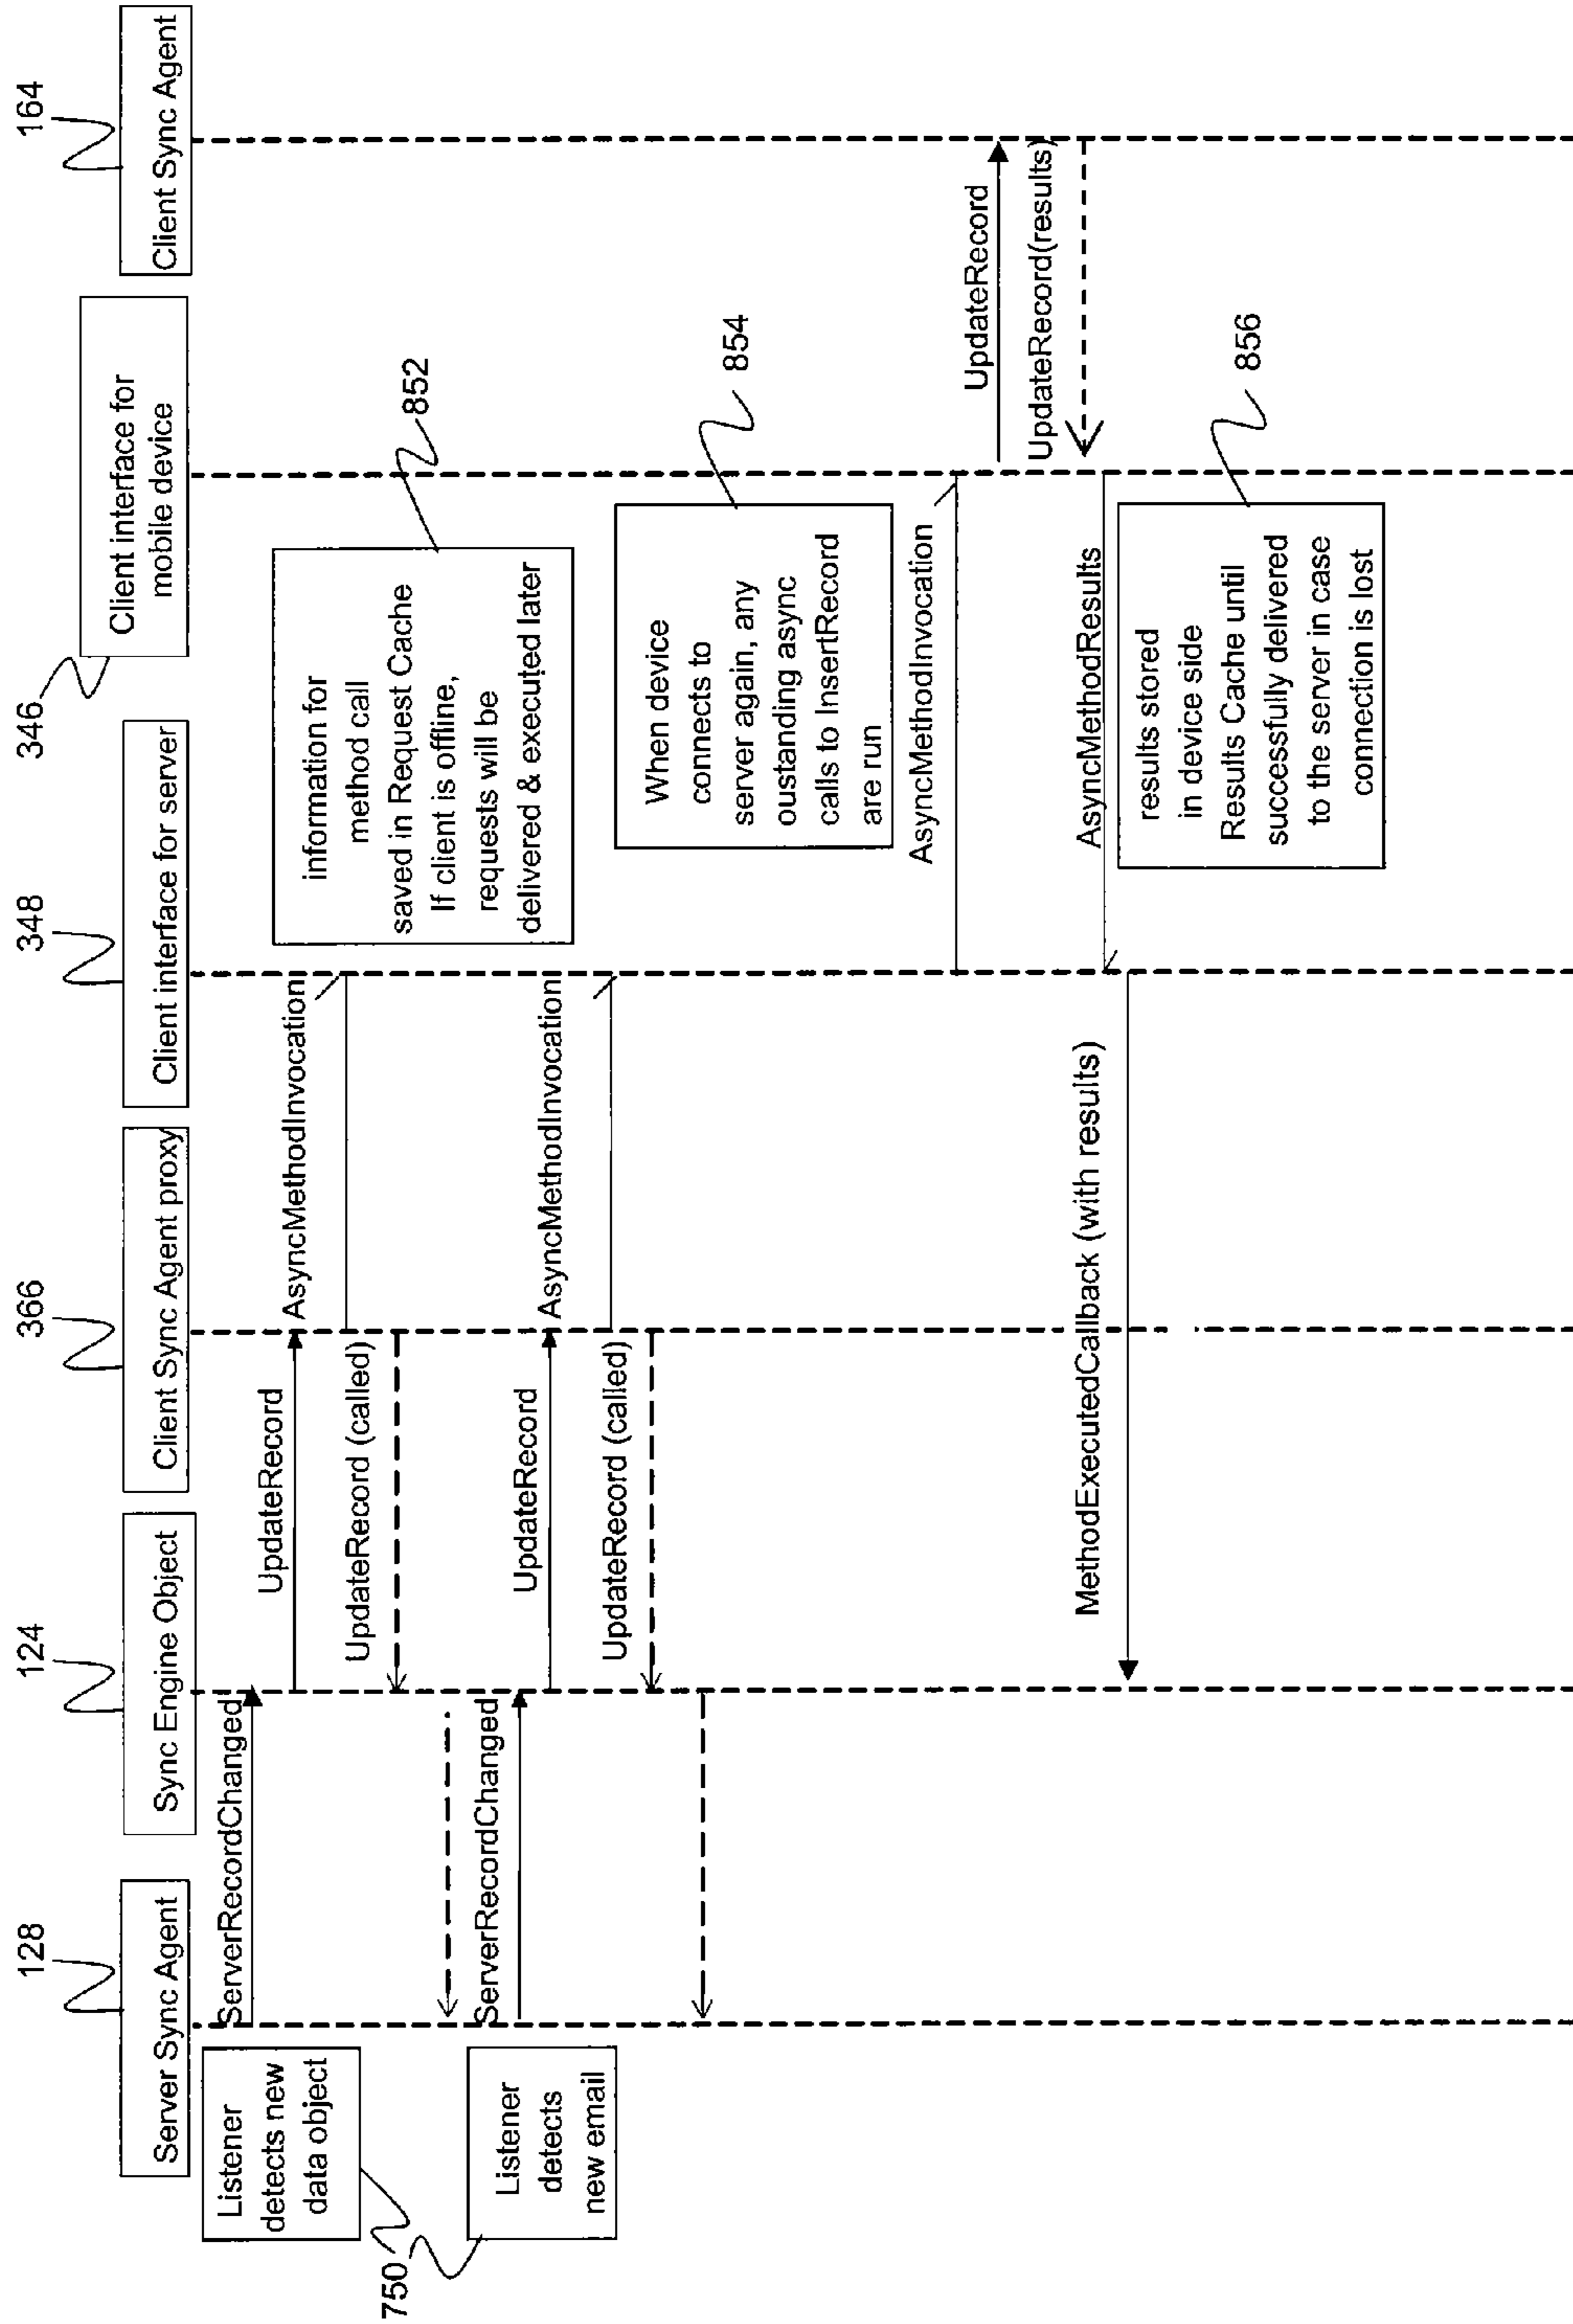 128
124
366
348
346
164
Server Sync Agent
Sync Engine Object
Client Sync Agent proxy
Client interface for server
Client interface for
mobile device
Client Sync Agent
Listener
detects new
data object
750
ServerRecordChanged
UpdateRecord
AsyncMethodInvocation
UpdateRecord (called)
information for
method call
saved in Request Cache
If client is offline,
requests will be
delivered & executed later
852
Listener
detects
new email
ServerRecordChanged
UpdateRecord
AsyncMethodInvocation
UpdateRecord (called)
When device
connects to
server again, any
oustanding async
calls to InsertRecord
are run
854
AsyncMethodInvocation
UpdateRecord
UpdateRecord(results)
AsyncMethodResults
MethodExecutedCallback (with results)
results stored
in device side
Results Cache until
successfully delivered
to the server in case
connection is lost
856